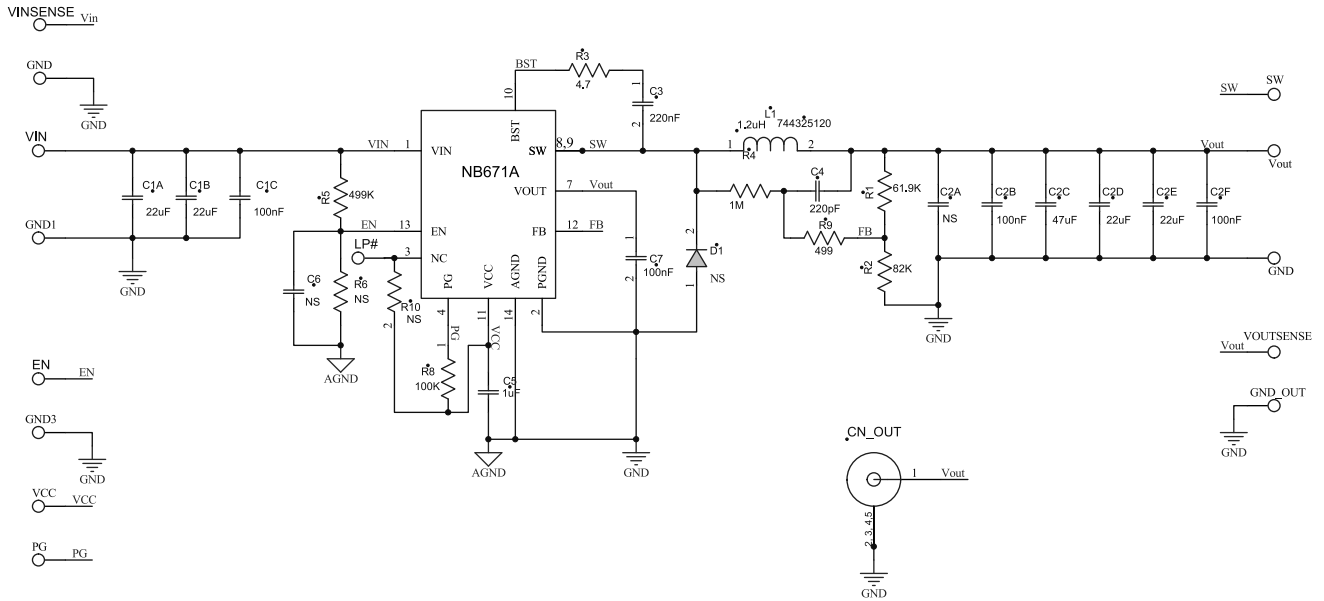 VINSENSE
Vin
GND
GND
VIN
GND1
C1A
22uF
C1B
22uF
C1C
100nF
GND
VIN
1
R5
499K
EN
13
LP#
3
C6
NS
R6
NS
AGND
R10
NS
2
BST
10
R3
4.7
1
C3
220nF
2
BST
VIN
SW
NB671A
VOUT
EN
FB
NC
PG
VCC
AGND
PGND
8,9
SW
7
Vout
12
FB
4
PG
1
R8
100K
11
VCC
14
2
C5
1uF
AGND
1
C7
100nF
2
GND
L1
1.2uH
744325120
1
2
R4
1M
C4
220pF
R9
499
FB
R1
61.9K
R2
82K
2
D1
NS
1
C2A
NS
C2B
100nF
C2C
47uF
C2D
22uF
C2E
22uF
C2F
100nF
GND
SW
SW
Vout
Vout
GND
VOUTSENSE
Vout
GND_OUT
GND
EN
EN
GND3
GND
VCC
VCC
PG
PG
CN_OUT
1
Vout
2, 3, 4,5
GND